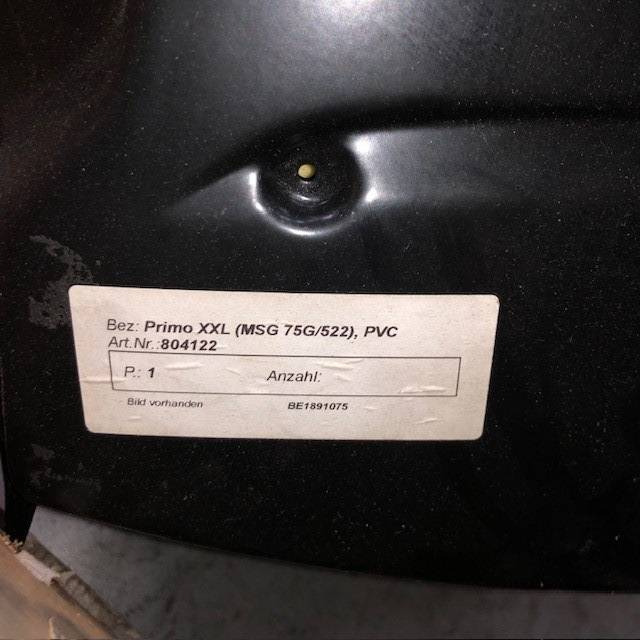 Bez: Primo XXL (MSG 75G/522), PVC
Art.Nr.:804122
P.: 1 Anzahl:
Bild vorhanden BE1891075